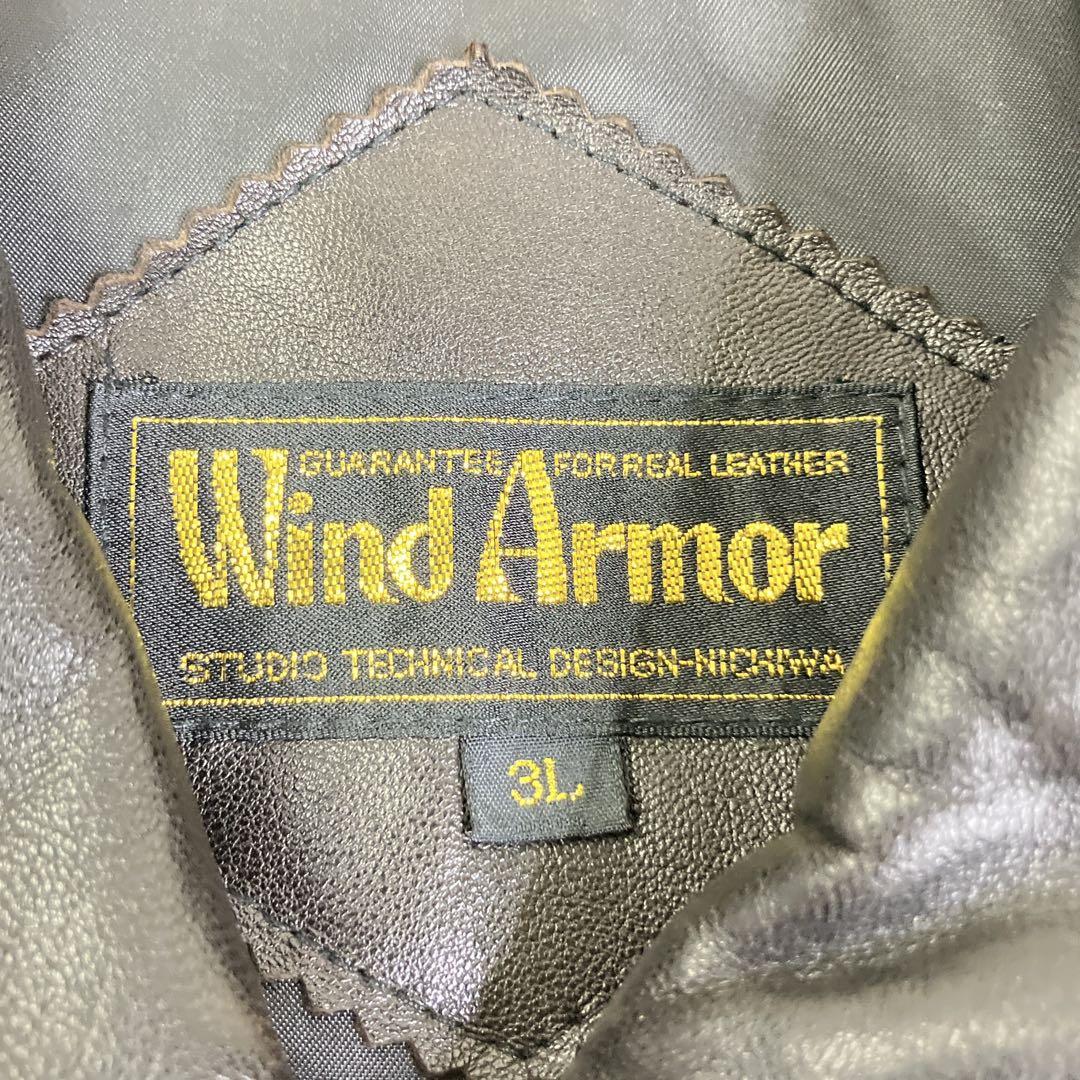 GUARANTEE FOR REAL LEATHER
Wind Armor
STUDIO TECHNICAL DESIGN-NICHIWA
3L